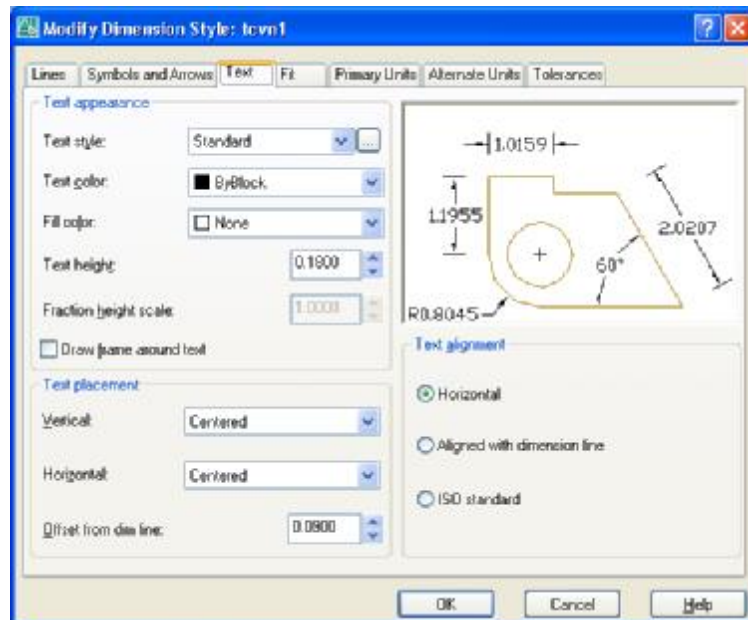 Modify Dimension Style: tcvn1
Lines Symbols and Arrows Text Fit Primary Units Alternate Units Tolerances
Text appearance
Text style: Standard ...
Text color: ByBlock
Fill color: None
Text height: 0.1800
Fraction height scale: 1.0000
Draw frame around text
Text placement
Vertical: Centered
Horizontal: Centered
Offset from dim line: 0.0900
1.0159
1.1955
2.0207
60°
R0.8045
Text alignment
Horizontal
Aligned with dimension line
ISO standard
OK Cancel Help